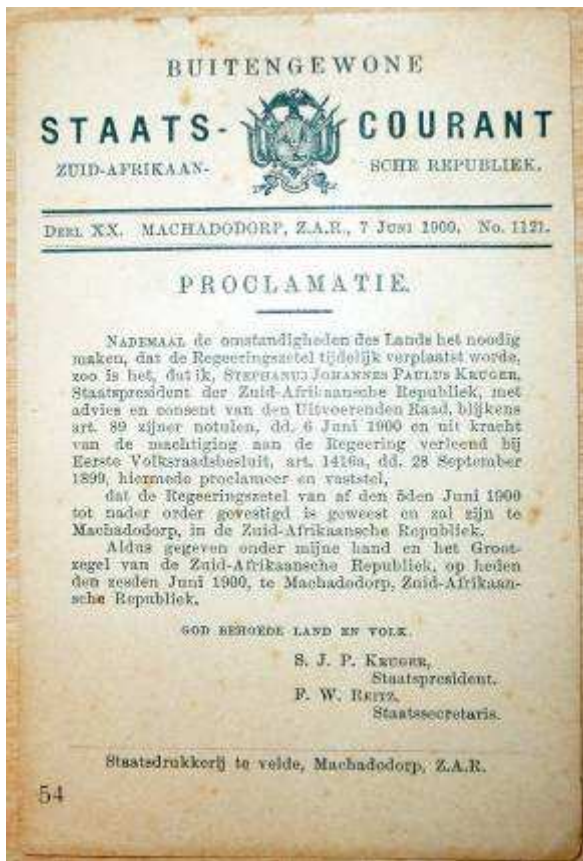 BUITENGEWONE
STAATS- COURANT
ZUID-AFRIKAAN- SCHE REPUBLIEK.
DEEL XX. MACHADODORP, Z.A.R., 7 JUNI 1900. No. 1121.
PROCLAMATIE.
NADEMAAL de omstandigheden des Lands het noodig
maken, dat de Regeeringszetel tijdelijk verplaatst worde,
zoo is het, dat ik, STEPHANUS JOHANNES PAULUS KRUGER,
Staatspresident der Zuid-Afrikaansche Republiek, met
advies en consent van den Uitvoerenden Raad, blijkens
art. 89 zijner notulen, dd. 6 Juni 1900 en uit kracht
van de machtiging aan de Regeering verleend bij
Eerste Volksraadsbesluit, art. 1416a, dd. 28 September
1899, hiermede proclameer en vaststel,
dat de Regeeringszetel van af den 5den Juni 1900
tot nader order gevestigd is geweest en zal zijn te
Machadodorp, in de Zuid-Afrikaansche Republiek.
Aldus gegeven onder mijne hand en het Groot-
zegel van de Zuid-Afrikaansche Republiek, op heden
den zesden Juni 1900, te Machadodorp, Zuid-Afrikaan-
sche Republiek.
GOD BEHOEDE LAND EN VOLK.
S. J. P. KRUGER,
Staatspresident.
F. W. REITZ,
Staatssecretaris.
Staatsdrukkerij te velde, Machadodorp, Z.A.R.
54